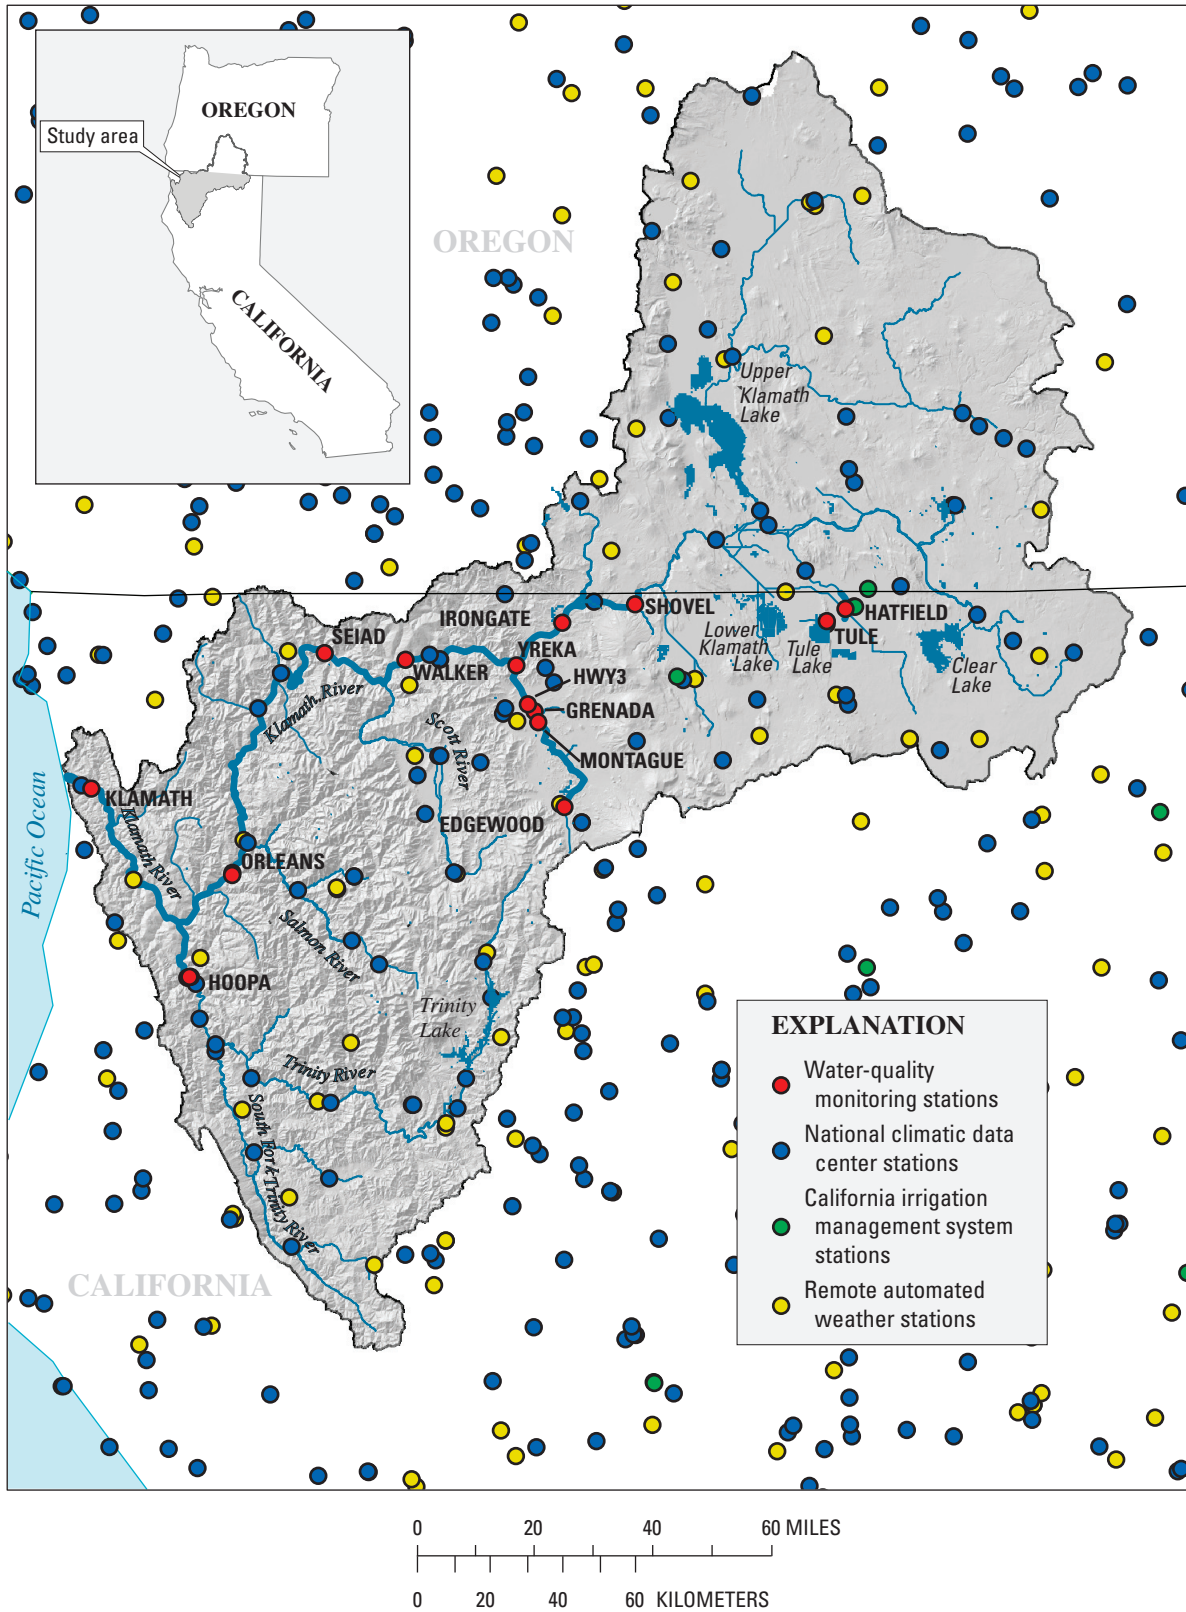 OREGON
Study area
CALIFORNIA
OREGON
Upper
Klamath
Lake
SHOVEL
HATFIELD
TULE
Lower
Klamath
Lake
Tule
Lake
Clear
Lake
IRONGATE
SEIAD
YREKA
WALKER
HWY3
Klamath River
GRENADA
Scott River
MONTAGUE
Pacific Ocean
KLAMATH
Klamath River
EDGEWOOD
ORLEANS
Salmon River
HOOPA
Trinity
Lake
Trinity River
South Fork Trinity River
CALIFORNIA
EXPLANATION
Water-quality
monitoring stations
National climatic data
center stations
California irrigation
management system
stations
Remote automated
weather stations
0 20 40 60 MILES
0 20 40 60 KILOMETERS